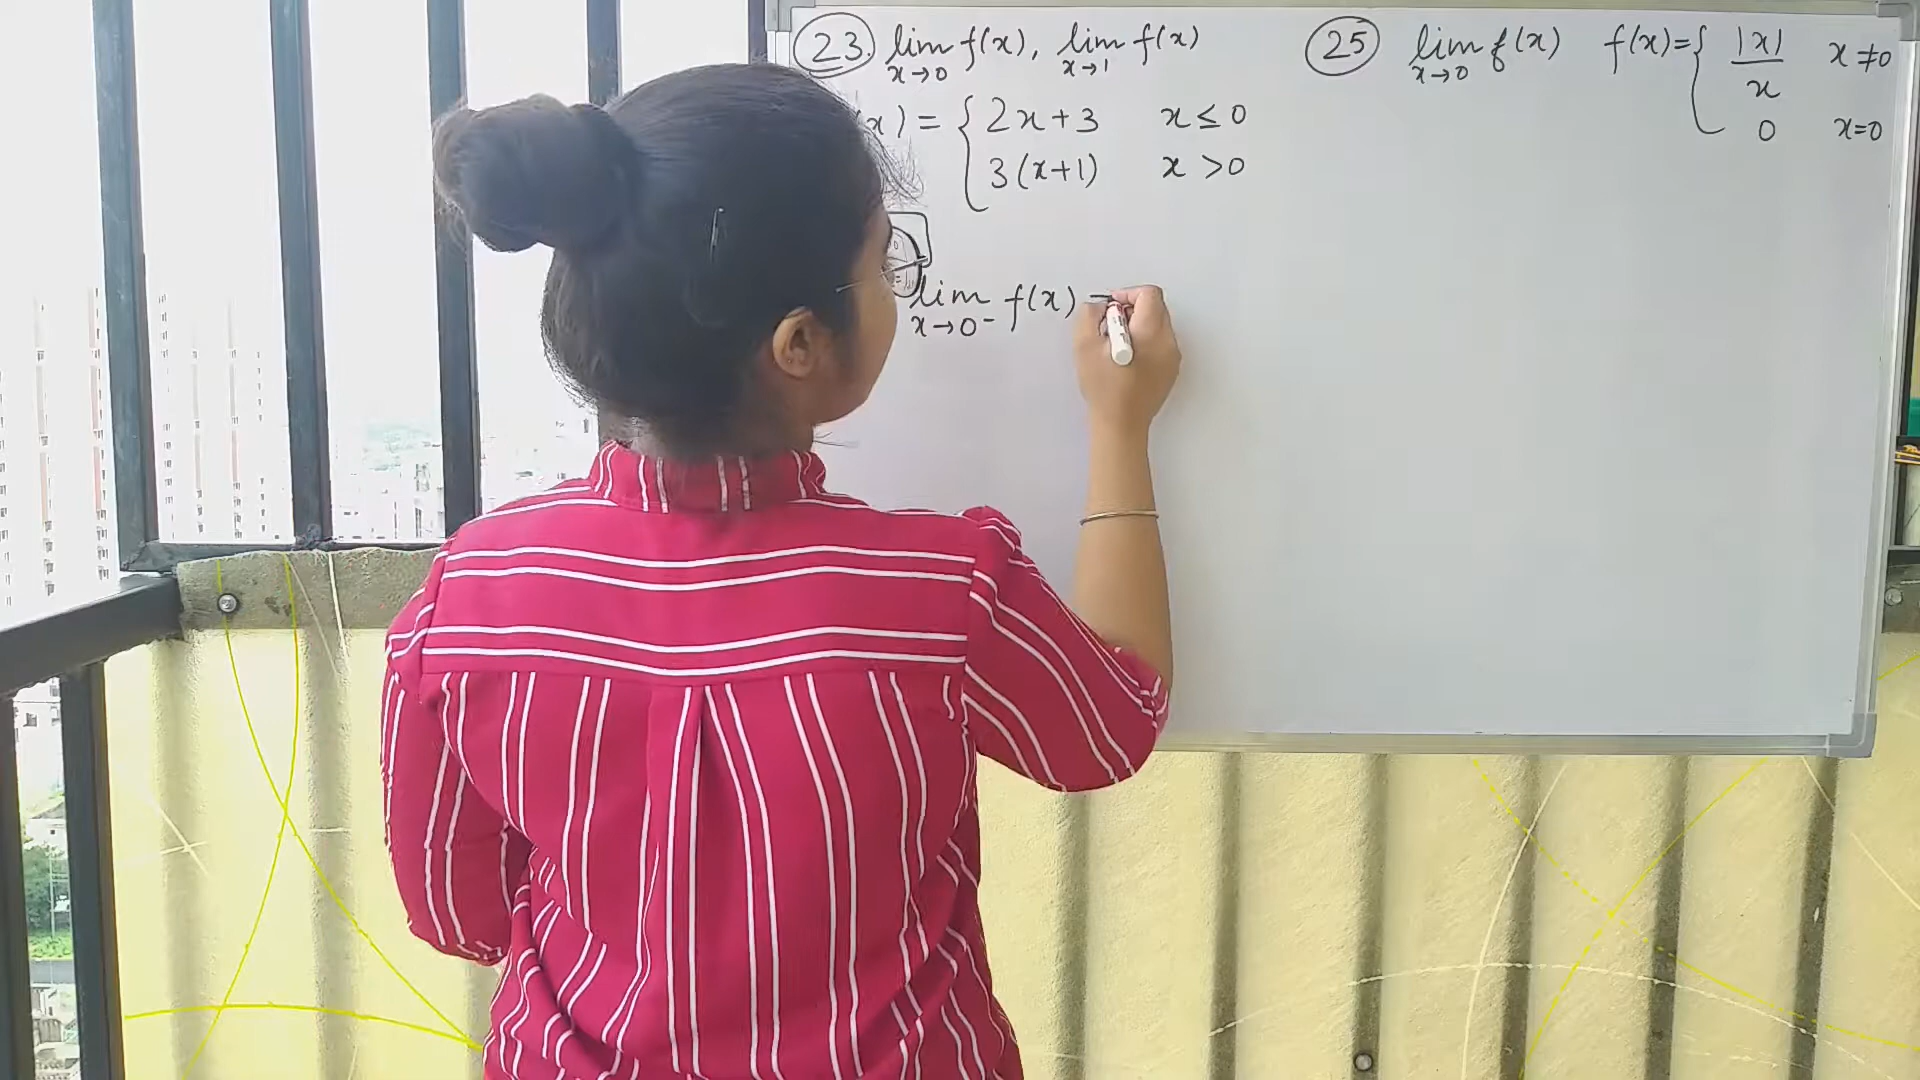 23. lim f(x), lim f(x)
x→0 x→1
x) = { 2x+3 x ≤ 0
3(x+1) x > 0
lim f(x) =
x→0-
25 lim f(x) f(x) = { |x| / x x ≠ 0
x→0
0 x=0